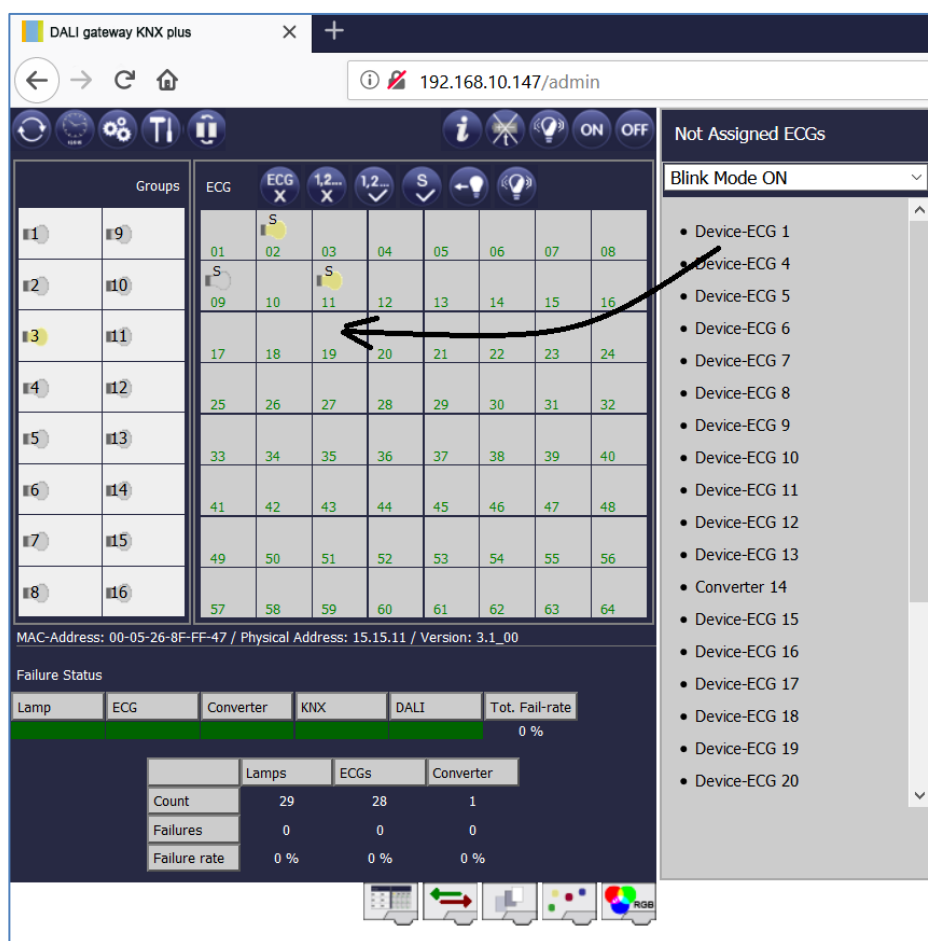 DALI gateway KNX plus
192.168.10.147/admin
i ON OFF
Not Assigned ECGs
Blink Mode ON
Groups
1 9
2 10
3 11
4 12
5 13
6 14
7 15
8 16
ECG ECG X 1,2... X 1,2... S
S
01 02 03 04 05 06 07 08
S S
09 10 11 12 13 14 15 16
17 18 19 20 21 22 23 24
25 26 27 28 29 30 31 32
33 34 35 36 37 38 39 40
41 42 43 44 45 46 47 48
49 50 51 52 53 54 55 56
57 58 59 60 61 62 63 64
MAC-Address: 00-05-26-8F-FF-47 / Physical Address: 15.15.11 / Version: 3.1_00
Failure Status
Lamp ECG Converter KNX DALI Tot. Fail-rate
0 %
Lamps ECGs Converter
Count 29 28 1
Failures 0 0 0
Failure rate 0 % 0 % 0 %
RGB
Device-ECG 1
Device-ECG 4
Device-ECG 5
Device-ECG 6
Device-ECG 7
Device-ECG 8
Device-ECG 9
Device-ECG 10
Device-ECG 11
Device-ECG 12
Device-ECG 13
Converter 14
Device-ECG 15
Device-ECG 16
Device-ECG 17
Device-ECG 18
Device-ECG 19
Device-ECG 20